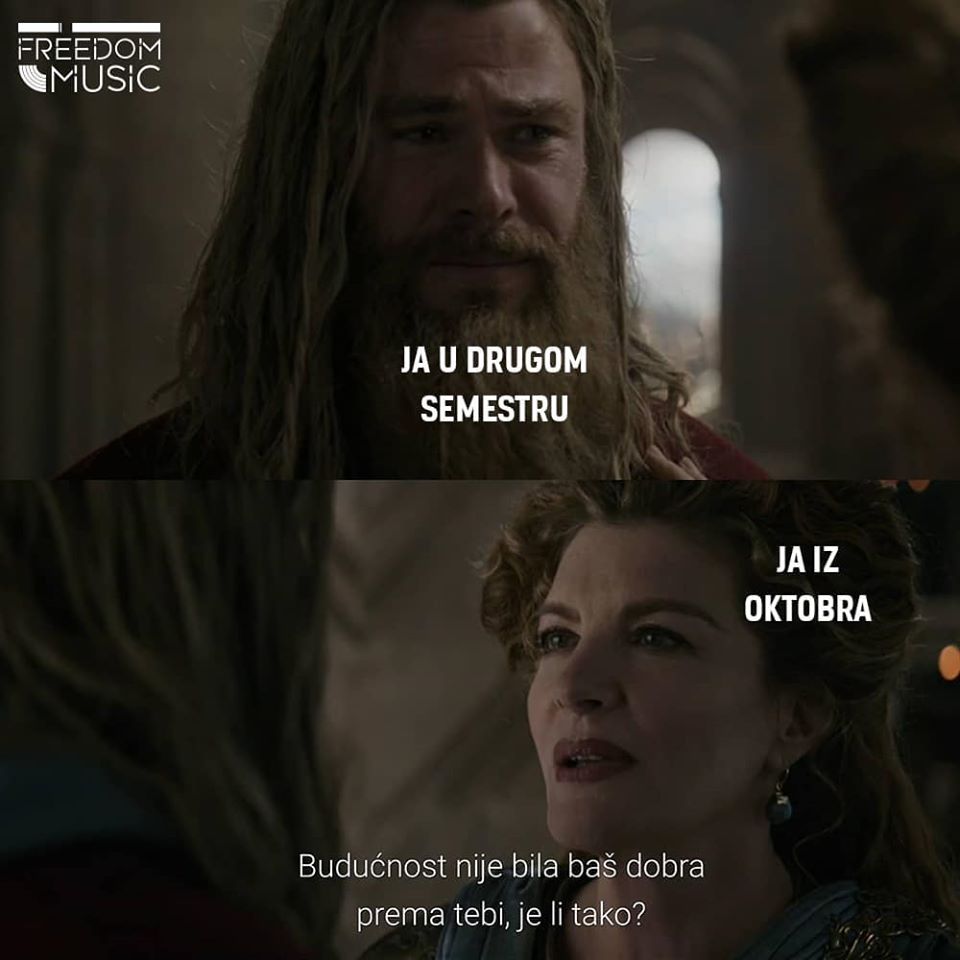 FREEDOM
MUSIC
JA U DRUGOM
SEMESTRU
JA IZ
OKTOBRA
Budućnost nije bila baš dobra
prema tebi, je li tako?